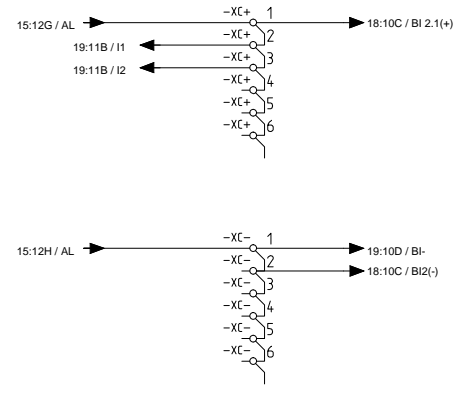 -XC+ 1
15:12G / AL 18:10C / BI 2.1(+)
-XC+ 2
19:11B / I1
-XC+ 3
19:11B / I2
-XC+ 4
-XC+ 5
-XC+ 6
-XC- 1
15:12H / AL 19:10D / BI-
-XC- 2
18:10C / BI2(-)
-XC- 3
-XC- 4
-XC- 5
-XC- 6